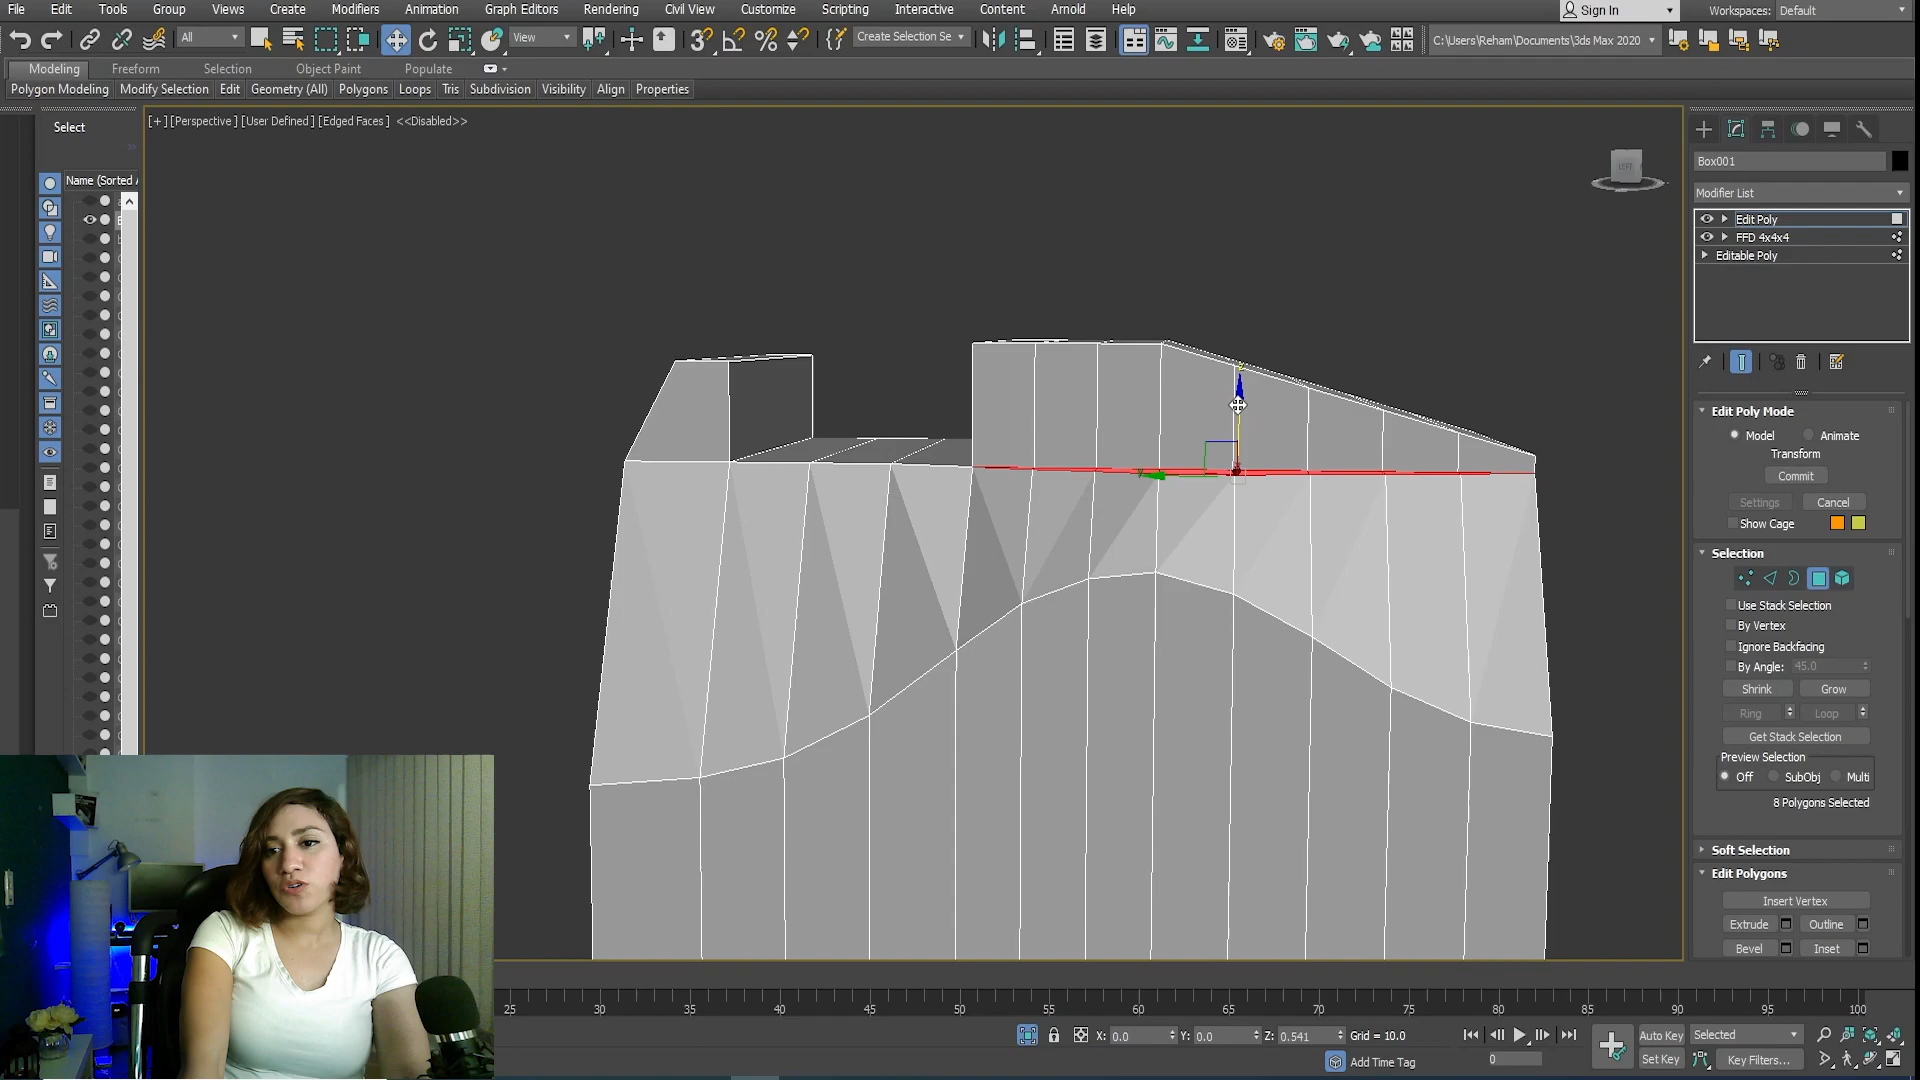 File Edit Tools Group Views Create Modifiers Animation Graph Editors Rendering Civil View Customize Scripting Interactive Content Arnold Help
Sign In
Workspaces: Default
All
View
Create Selection Se
C:\Users\Reham\Documents\3ds Max 2020
Modeling Freeform Selection Object Paint Populate
Polygon Modeling Modify Selection Edit Geometry (All) Polygons Loops Tris Subdivision Visibility Align Properties
Select
Name (Sorted A
[+][Perspective][User Defined][Edged Faces] <<Disabled>>
LEFT
Box001
Modifier List
Edit Poly
FFD 4x4x4
Editable Poly
Edit Poly Mode
Model Animate
Transform
Commit
Settings Cancel
Show Cage
Selection
Use Stack Selection
By Vertex
Ignore Backfacing
By Angle: 45.0
Shrink Grow
Ring Loop
Get Stack Selection
Preview Selection
Off SubObj Multi
8 Polygons Selected
Soft Selection
Edit Polygons
Insert Vertex
Extrude Outline
Bevel Inset
25 30 35 40 45 50 55 60 65 70 75 80 85 90 95 100
X: 0.0 Y: 0.0 Z: 0.541 Grid = 10.0
Auto Key Selected
Add Time Tag
0
Set Key Key Filters...